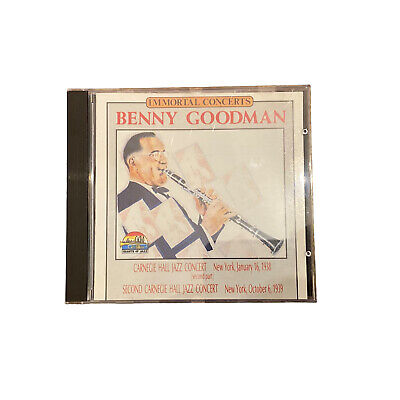 IMMORTAL CONCERTS
BENNY GOODMAN
CARNEGIE HALL JAZZ CONCERT New York, January 16, 1938
(second part)
SECOND CARNEGIE HALL JAZZ CONCERT New York, October 6, 1939